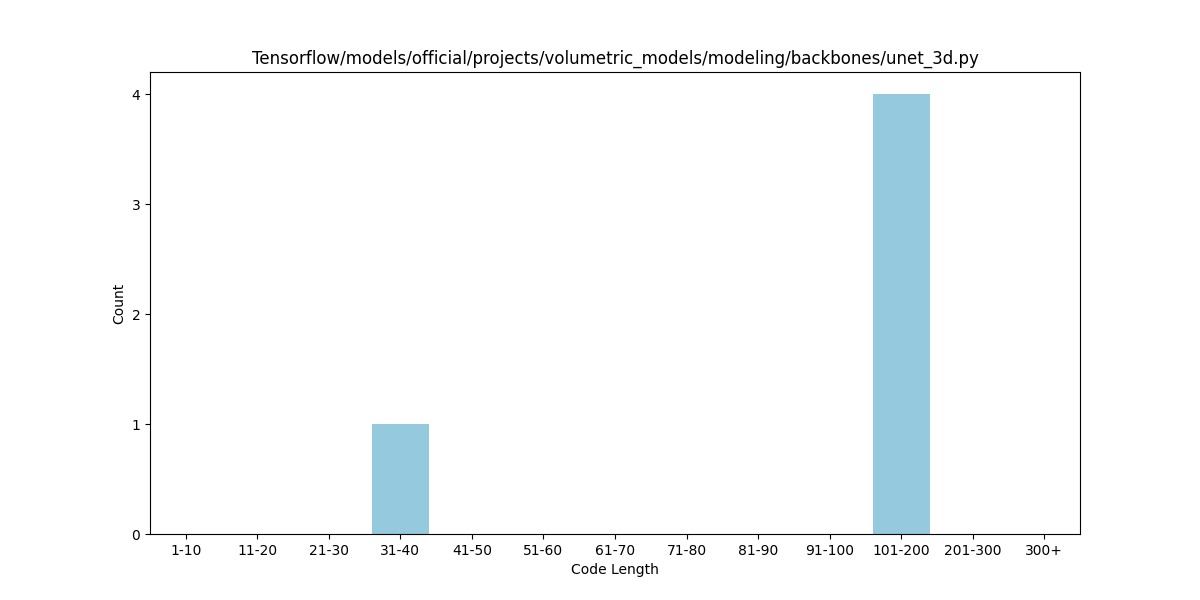 Tensorflow/models/official/projects/volumetric_models/modeling/backbones/unet_3d.py
4
3
2
1
0
Count
1-10 11-20 21-30 31-40 41-50 51-60 61-70 71-80 81-90 91-100 101-200 201-300 300+
Code Length